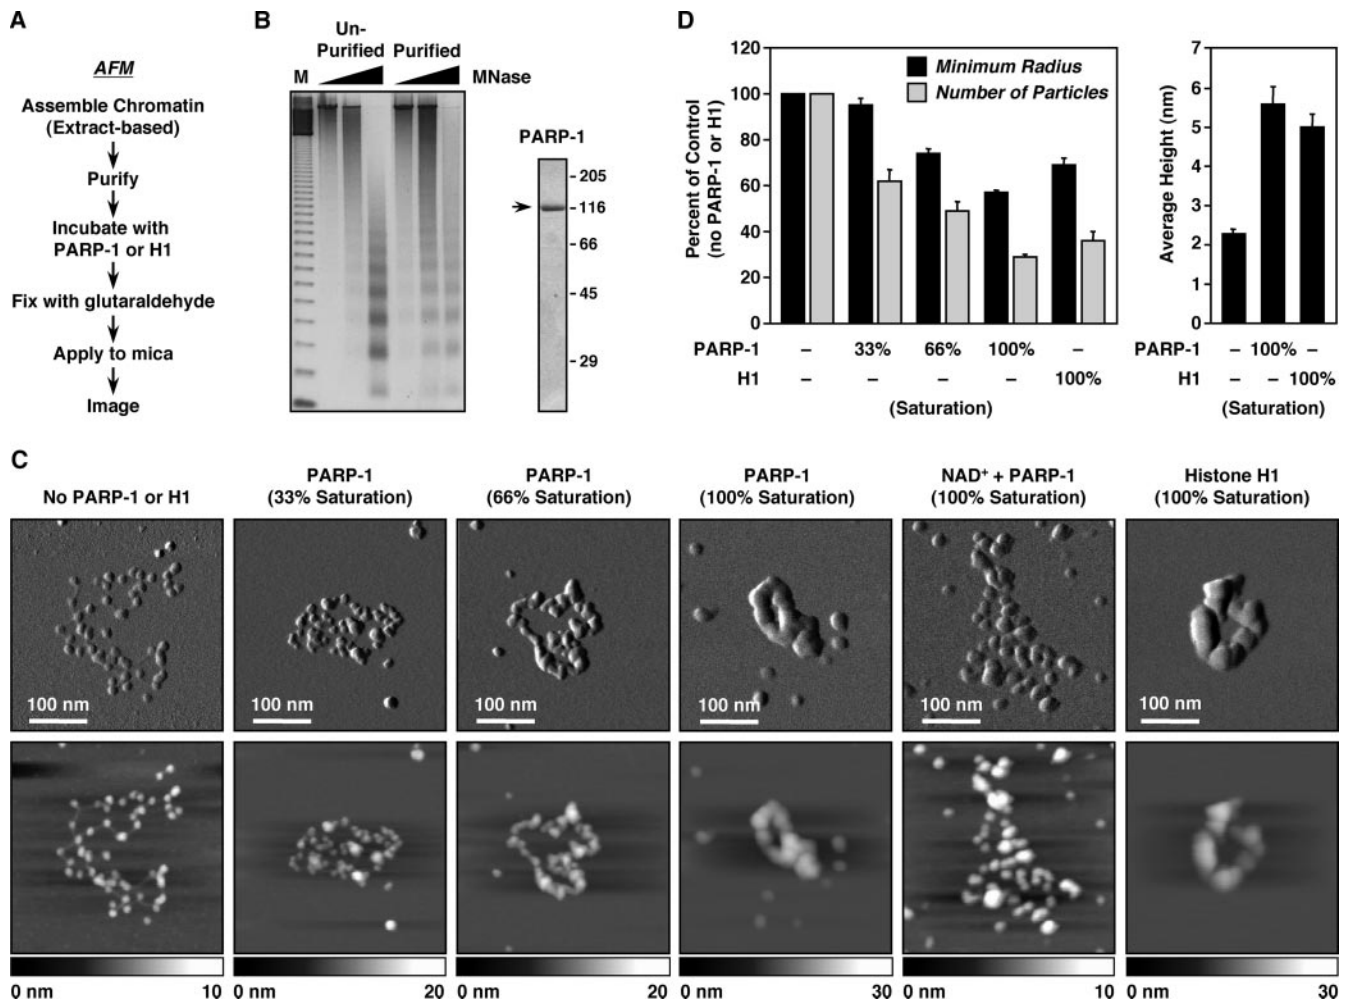 A
AFM
Assemble Chromatin
(Extract-based)
Purify
Incubate with
PARP-1 or H1
Fix with glutaraldehyde
Apply to mica
Image
B
Un-
Purified Purified
M MNase
PARP-1
- 205
- 116
- 66
- 45
- 29
D
120
100
80
60
40
20
0
Percent of Control
(no PARP-1 or H1)
Minimum Radius
Number of Particles
PARP-1 – 33% 66% 100% –
H1 – – – – 100%
(Saturation)
7
6
5
4
3
2
1
0
Average Height (nm)
PARP-1 – 100% –
H1 – – 100%
(Saturation)
C
No PARP-1 or H1
PARP-1
(33% Saturation)
PARP-1
(66% Saturation)
PARP-1
(100% Saturation)
NAD+ + PARP-1
(100% Saturation)
Histone H1
(100% Saturation)
100 nm 100 nm 100 nm 100 nm 100 nm 100 nm
0 nm 10 0 nm 20 0 nm 20 0 nm 30 0 nm 10 0 nm 30